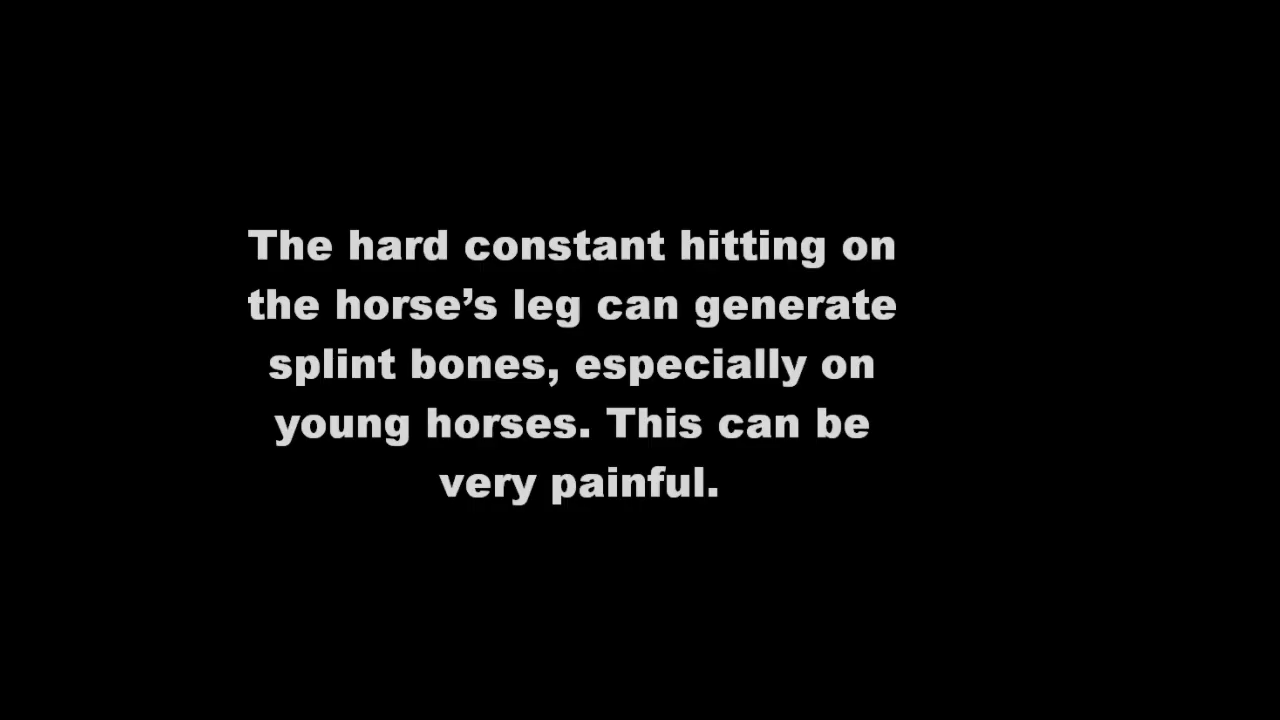 The hard constant hitting on
the horse’s leg can generate
splint bones, especially on
young horses. This can be
very painful.